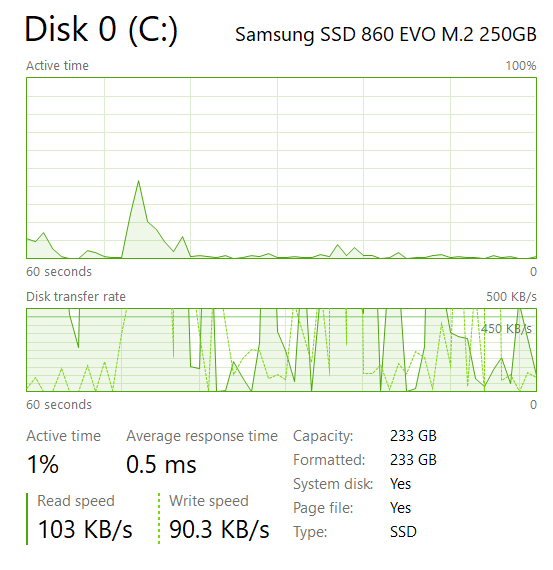 Disk 0 (C:) Samsung SSD 860 EVO M.2 250GB
Active time 100%
60 seconds 0
Disk transfer rate 500 KB/s
450 KB/s
60 seconds 0
Active time Average response time
1% 0.5 ms
Read speed Write speed
103 KB/s 90.3 KB/s
Capacity: 233 GB
Formatted: 233 GB
System disk: Yes
Page file: Yes
Type: SSD